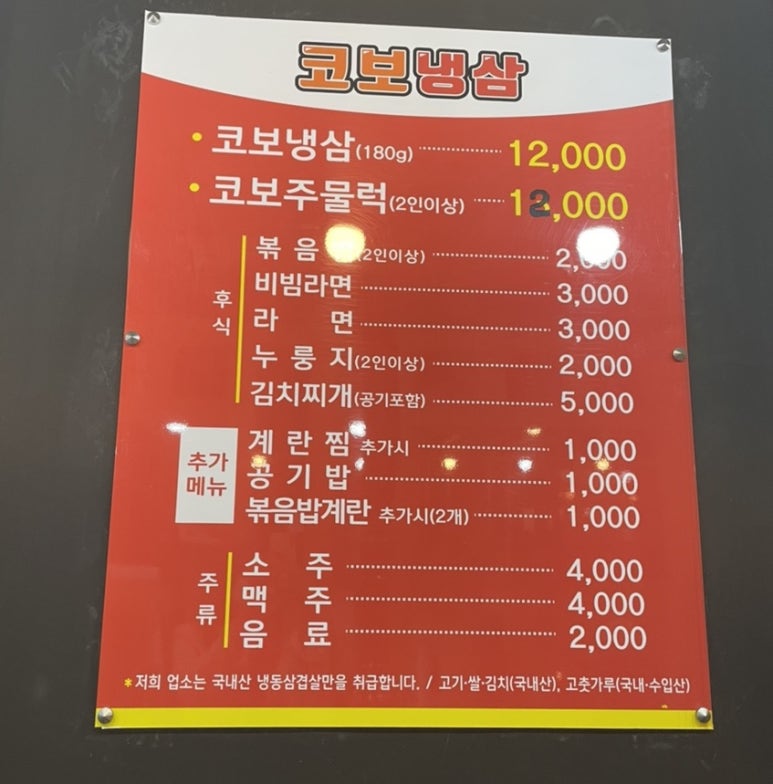 코보냉삼
• 코보냉삼(180g) 12,000
• 코보주물럭(2인이상) 12,000
후식
볶음 (2인이상) 2,000
비빔라면 3,000
라 면 3,000
누룽지(2인이상) 2,000
김치찌개(공기포함) 5,000
추가메뉴
계란찜 추가시 1,000
공기밥 1,000
볶음밥계란 추가시(2개) 1,000
주류
소 주 4,000
맥 주 4,000
음 료 2,000
*저희 업소는 국내산 냉동삼겹살만을 취급합니다. / 고기·쌀·김치(국내산), 고춧가루(국내·수입산)